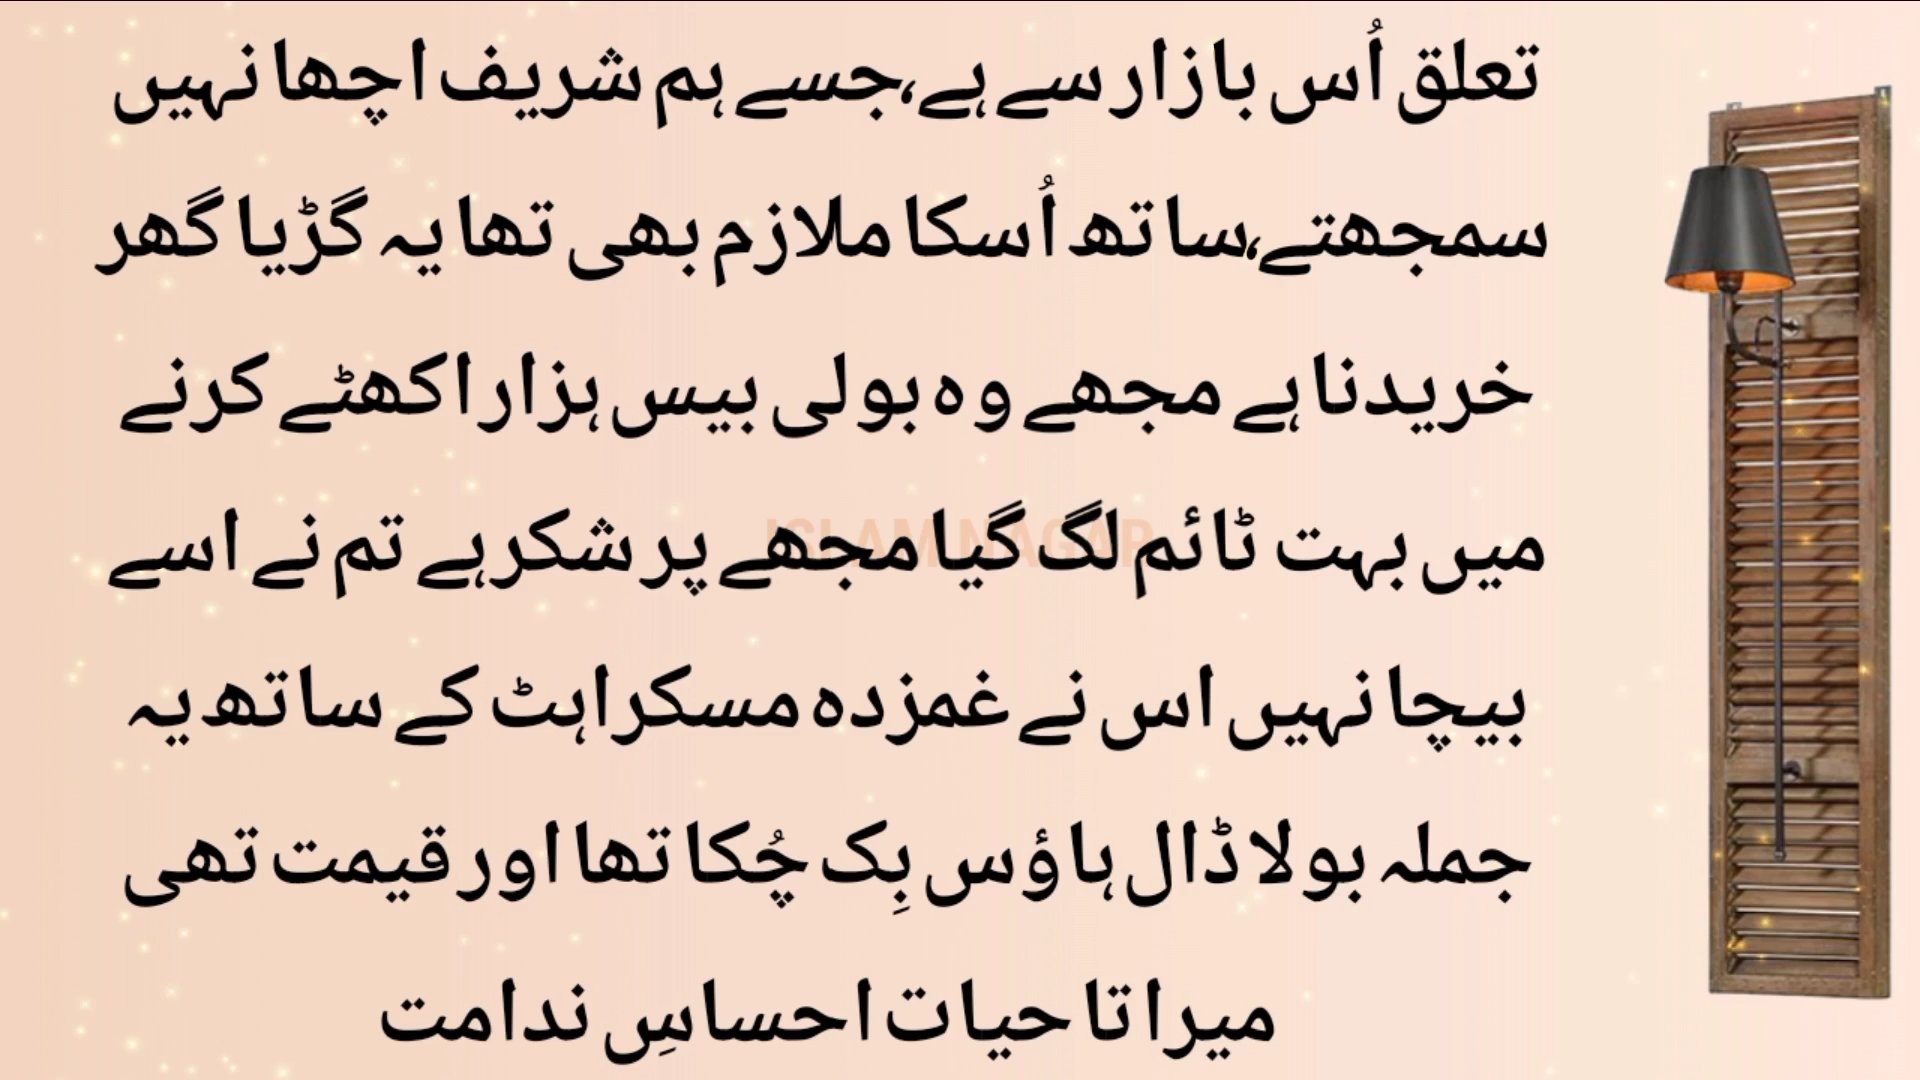 تعلق اُس بازار سے ہے،جسے ہم شریف اچھا نہیں
سمجھتے،ساتھ اُسکا ملازم بھی تھا یہ گڑیا گھر
خریدنا ہے مجھے وہ بولی بیس ہزار اکھٹے کرنے
میں بہت ٹائم لگ گیا مجھے پر شکر ہے تم نے اسے
ISLAM NAGAR
بیچا نہیں اس نے غمزدہ مسکراہٹ کے ساتھ یہ
جملہ بولا ڈال ہاؤس بِک چُکا تھا اور قیمت تھی
میرا تا حیات احساسِ ندامت